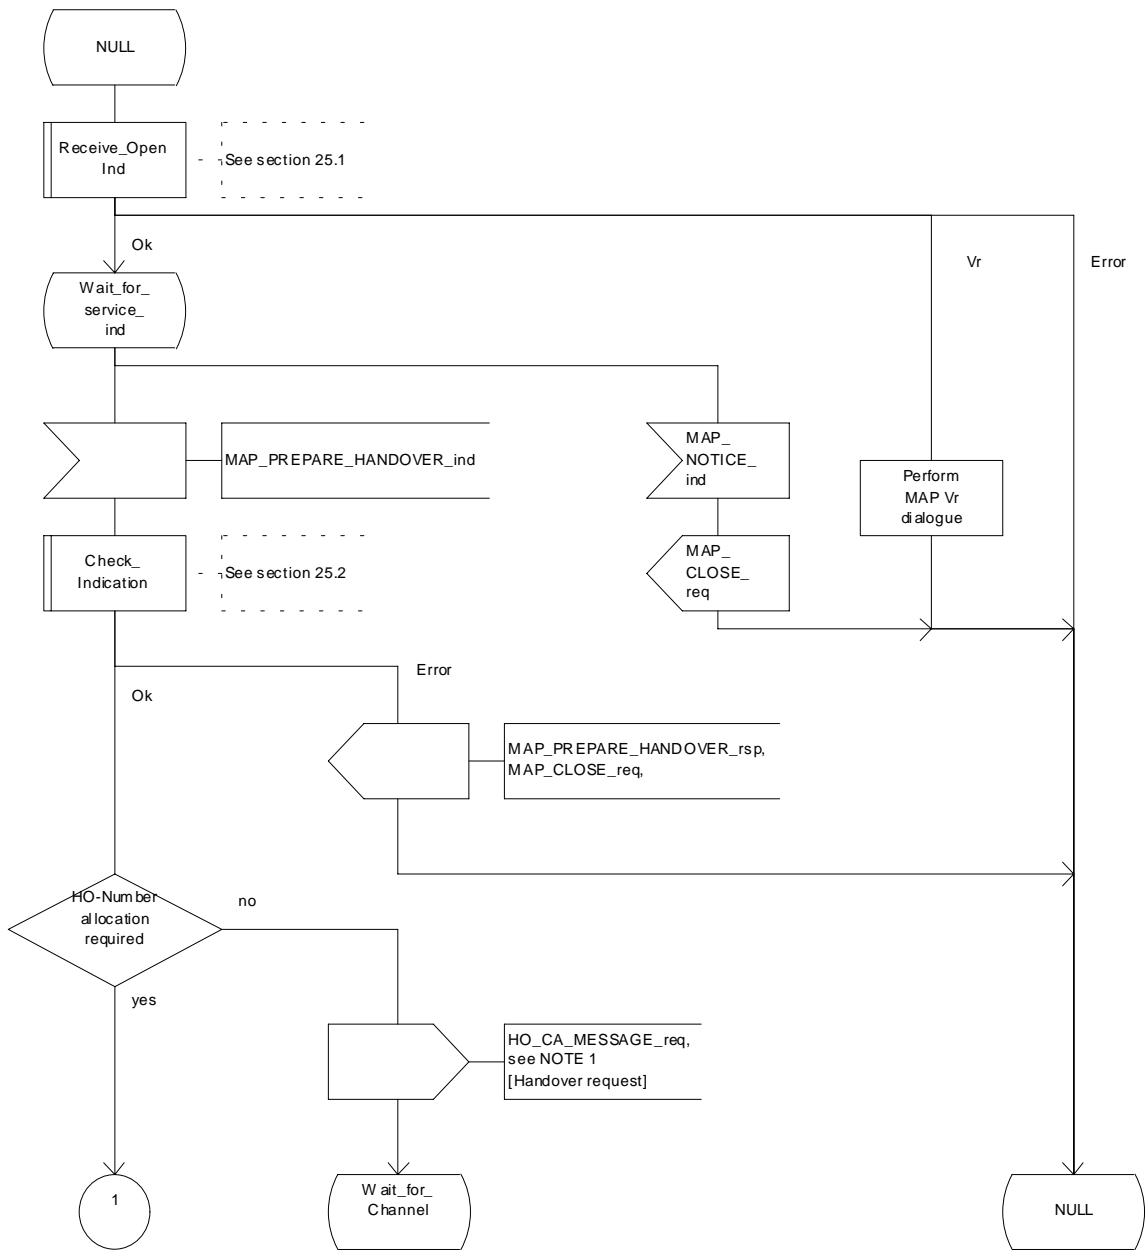 NULL
Receive_Open
Ind
See section 25.1
Ok
Vr
Error
Wait_for_
service_
ind
MAP_PREPARE_HANDOVER_ind
MAP_
NOTICE_
ind
Perform
MAP Vr
dialogue
Check_
Indication
See section 25.2
MAP_
CLOSE_
req
Error
Ok
MAP_PREPARE_HANDOVER_rsp,
MAP_CLOSE_req,
HO-Number
allocation
required
no
yes
HO_CA_MESSAGE_req,
see NOTE 1
[Handover request]
1
Wait_for_
Channel
NULL